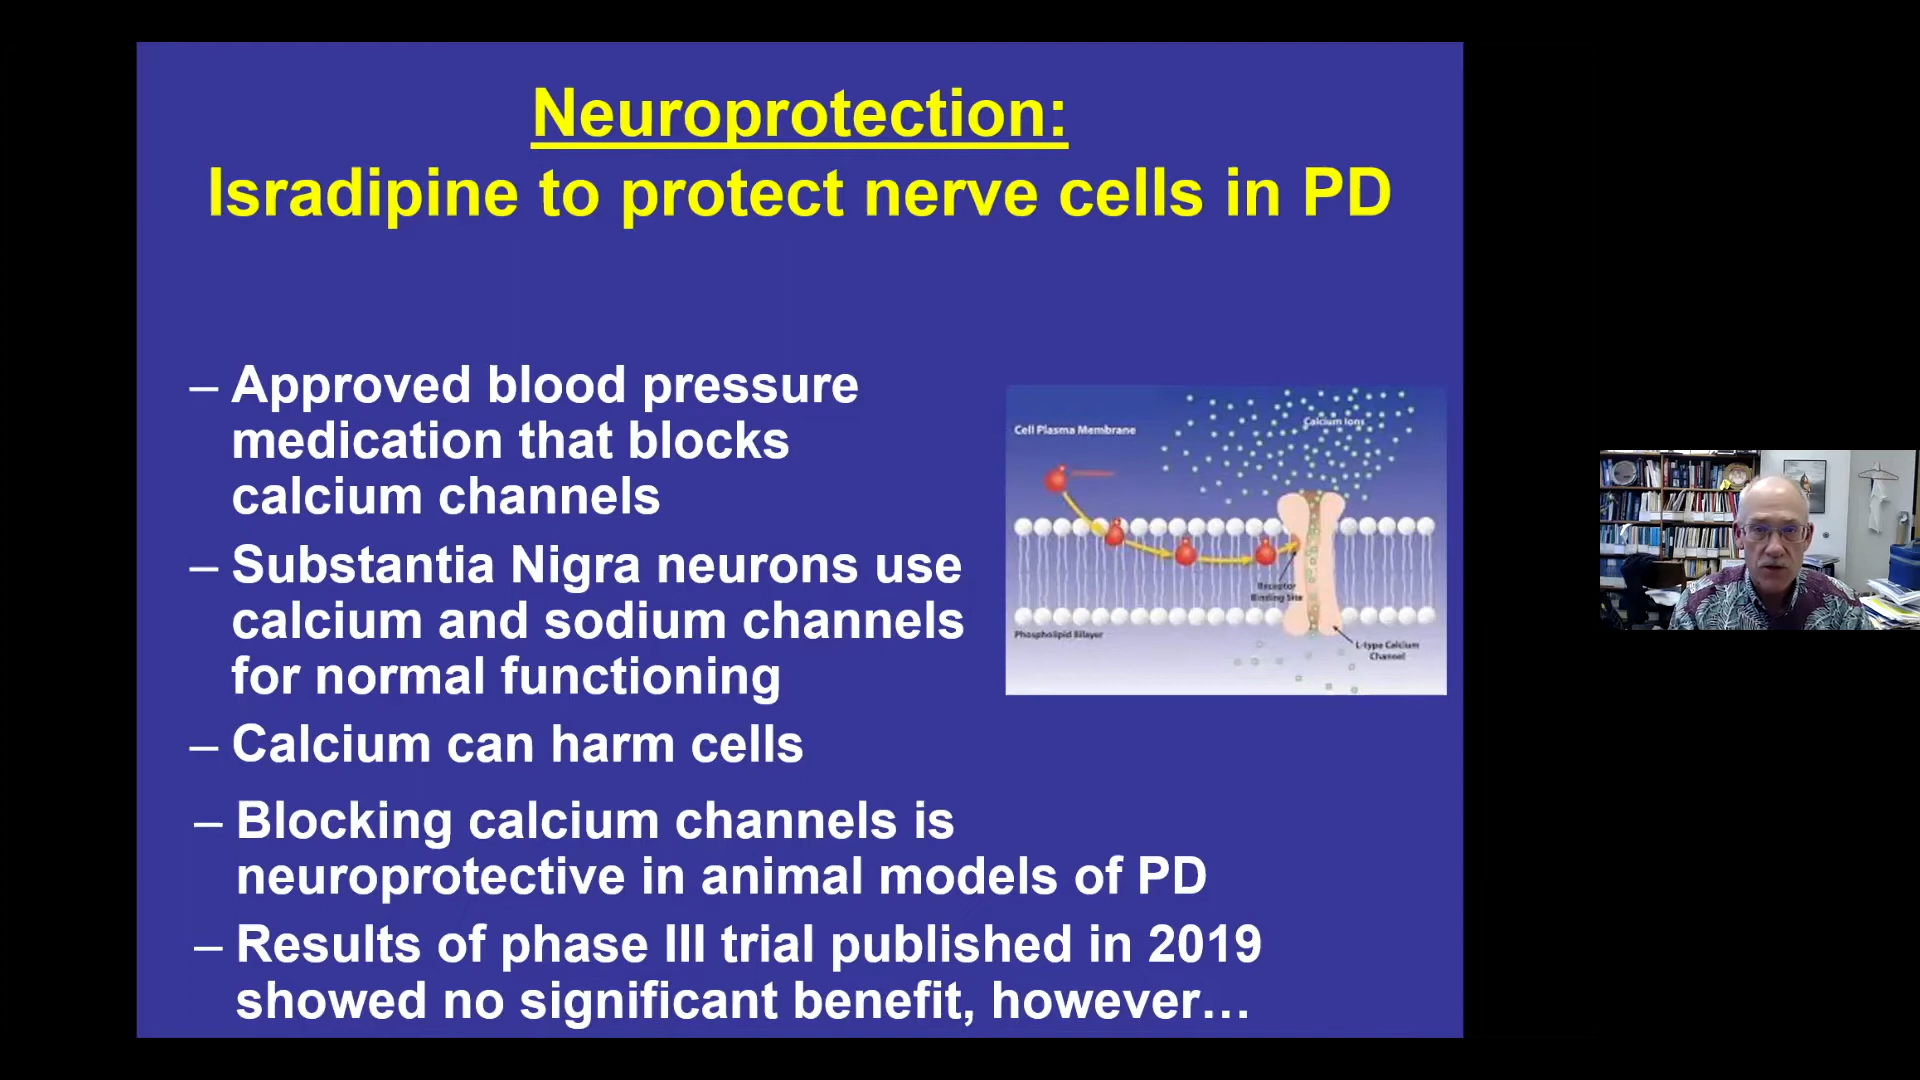 Neuroprotection:
Isradipine to protect nerve cells in PD
– Approved blood pressure
medication that blocks
calcium channels
– Substantia Nigra neurons use
calcium and sodium channels
for normal functioning
– Calcium can harm cells
– Blocking calcium channels is
neuroprotective in animal models of PD
– Results of phase III trial published in 2019
showed no significant benefit, however…
Calcium Ions
Cell Plasma Membrane
Receptor
Binding Site
Phospholipid Bilayer
L-type Calcium
Channel